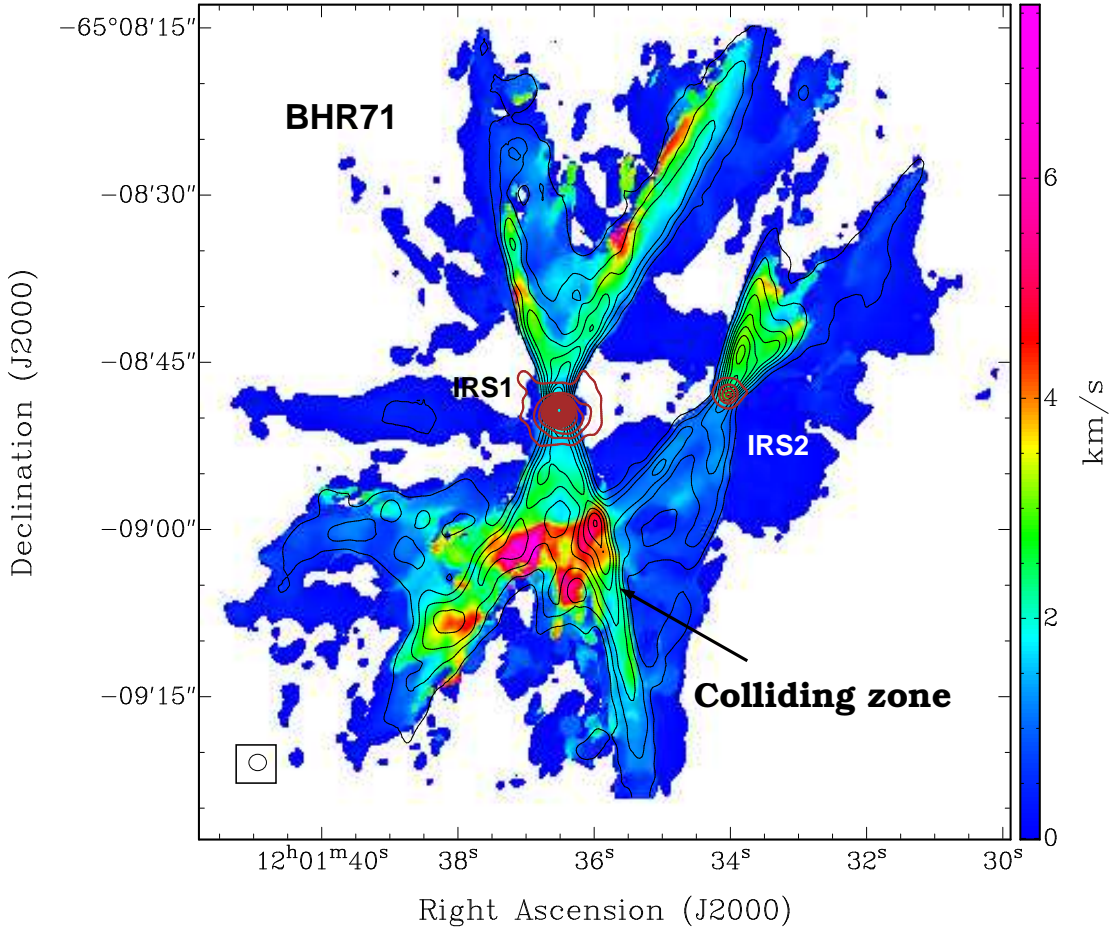 −65°08'15"
BHR71
−08'30"
6
−08'45"
IRS1
4
IRS2
−09'00"
2
−09'15"
Colliding zone
0
12ʰ01ᵐ40ˢ 38ˢ 36ˢ 34ˢ 32ˢ 30ˢ
Right Ascension (J2000)
Declination (J2000)
km/s